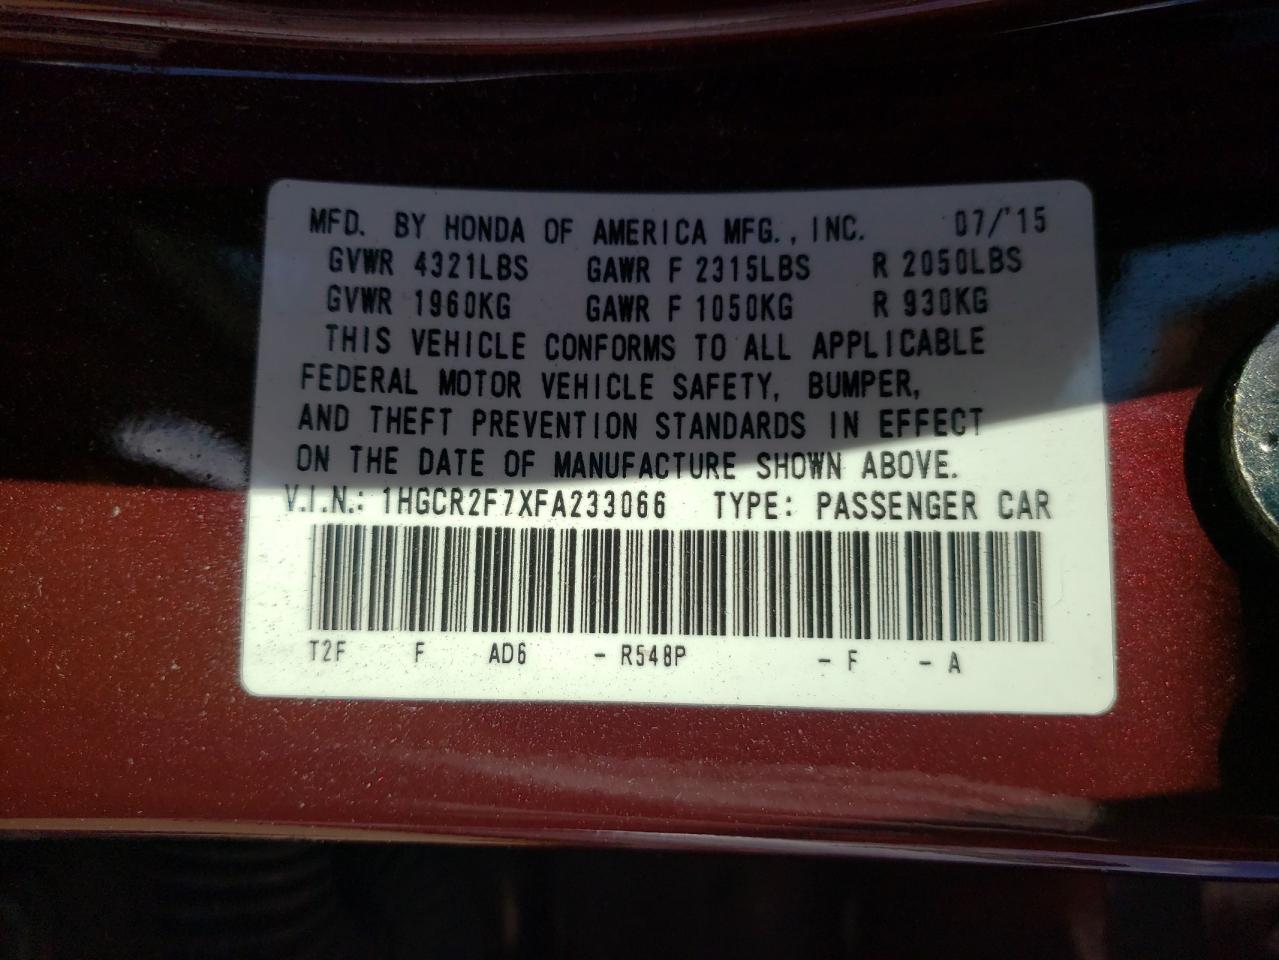 MFD. BY HONDA OF AMERICA MFG., INC. 07/'15
GVWR 4321LBS GAWR F 2315LBS R 2050LBS
GVWR 1960KG GAWR F 1050KG R 930KG
THIS VEHICLE CONFORMS TO ALL APPLICABLE
FEDERAL MOTOR VEHICLE SAFETY, BUMPER,
AND THEFT PREVENTION STANDARDS IN EFFECT
ON THE DATE OF MANUFACTURE SHOWN ABOVE.
V.I.N.: 1HGCR2F7XFA233066 TYPE: PASSENGER CAR
T2F F AD6 - R548P - F - A